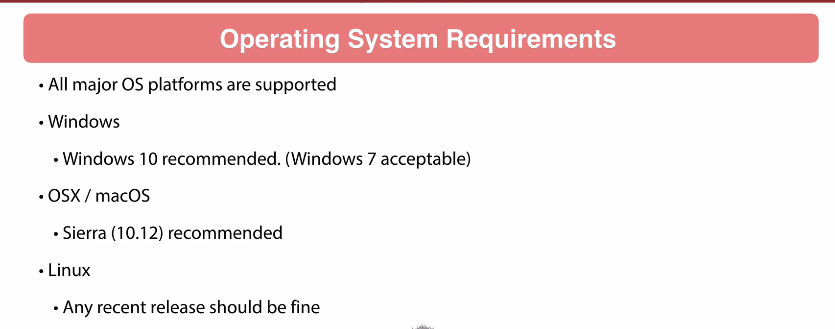 Operating System Requirements
• All major OS platforms are supported
• Windows
• Windows 10 recommended. (Windows 7 acceptable)
• OSX / macOS
• Sierra (10.12) recommended
• Linux
• Any recent release should be fine